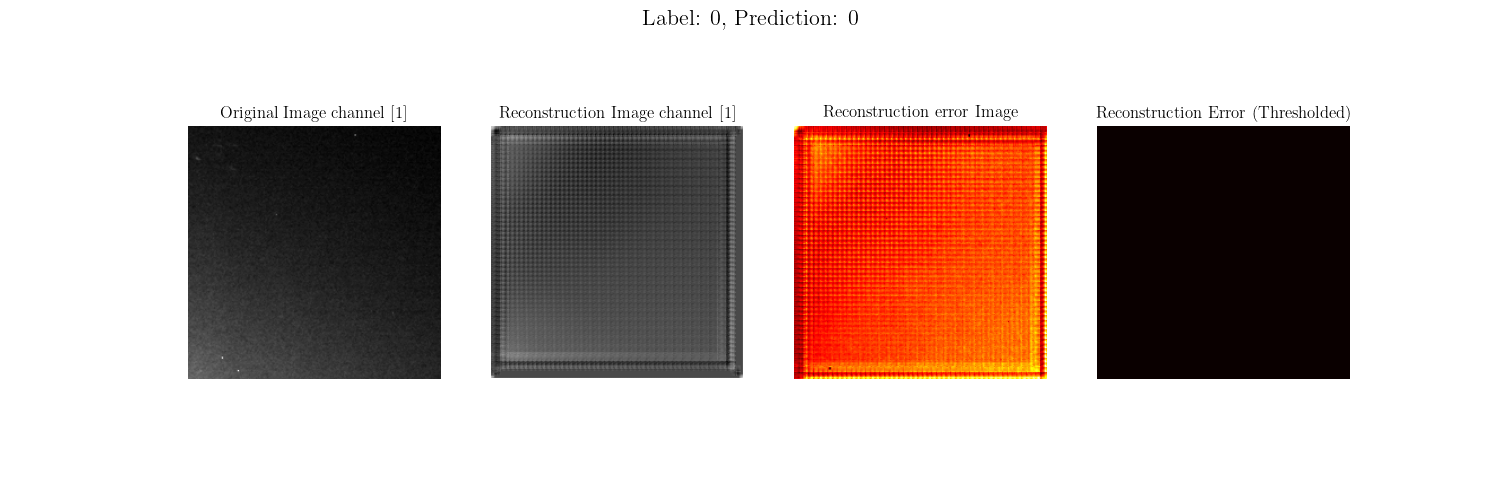 Label: 0, Prediction: 0
Original Image channel [1]
Reconstruction Image channel [1]
Reconstruction error Image
Reconstruction Error (Thresholded)